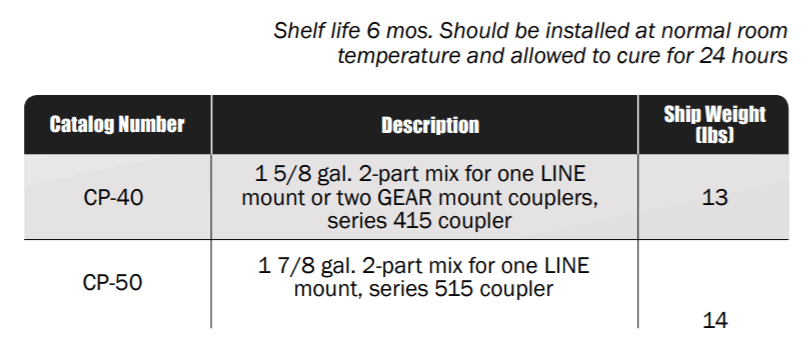 Shelf life 6 mos. Should be installed at normal room
temperature and allowed to cure for 24 hours
Catalog Number
Description
Ship Weight
(lbs)
CP-40
1 5/8 gal. 2-part mix for one LINE
mount or two GEAR mount couplers,
series 415 coupler
13
CP-50
1 7/8 gal. 2-part mix for one LINE
mount, series 515 coupler
14